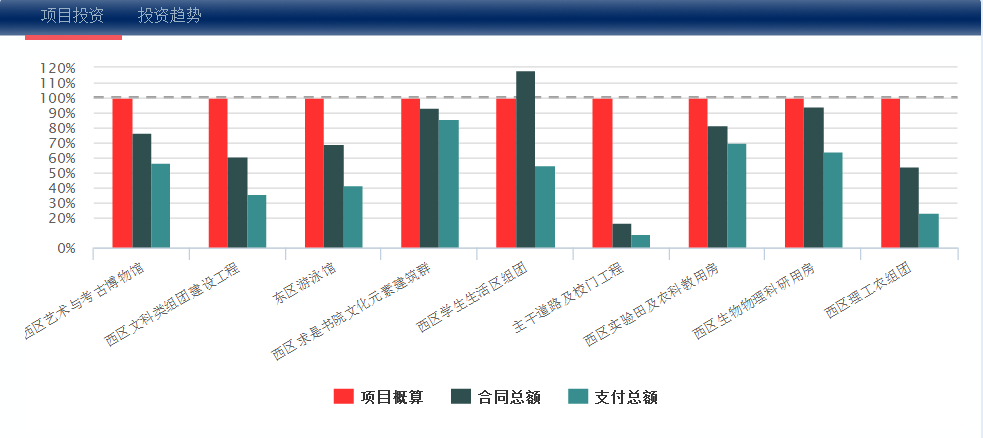 项目投资 投资趋势
120%
110%
100%
90%
80%
70%
60%
50%
40%
30%
20%
0%
西区艺术与考古博物馆
西区文科类组团建设工程
东区游泳馆
西区求是书院文化元素建筑群
西区学生生活区组团
主干道路及校门工程
西区实验田及农科教用房
西区生物物理科研用房
西区理工农组团
项目概算 合同总额 支付总额